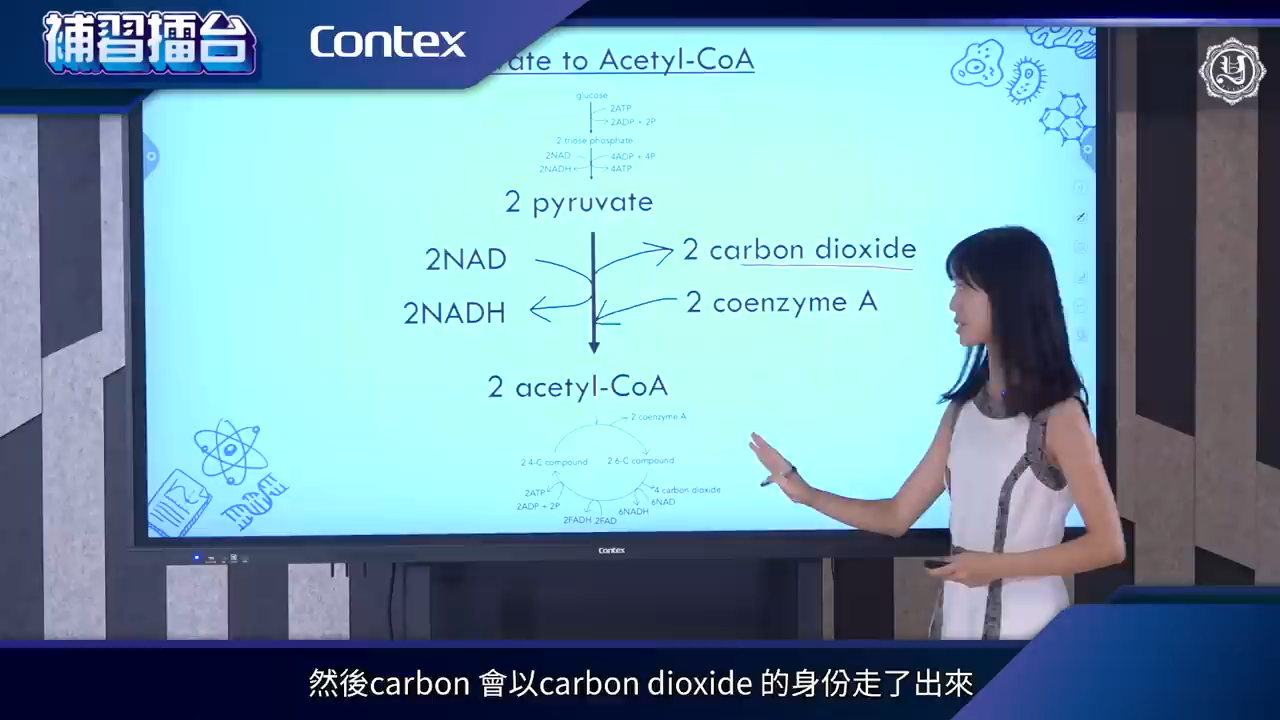 補習擂台
Contex
ate to Acetyl-CoA
glucose
2ATP
2ADP + 2P
2 triose phosphate
2NAD
4ADP + 4P
2NADH
4ATP
2 pyruvate
2NAD
2 carbon dioxide
2NADH
2 coenzyme A
2 acetyl-CoA
2 coenzyme A
2 4-C compound
2 6-C compound
2ATP
4 carbon dioxide
6NAD
2ADP + 2P
6NADH
2FADH
2FAD
Contex
然後carbon 會以carbon dioxide 的身份走了出來